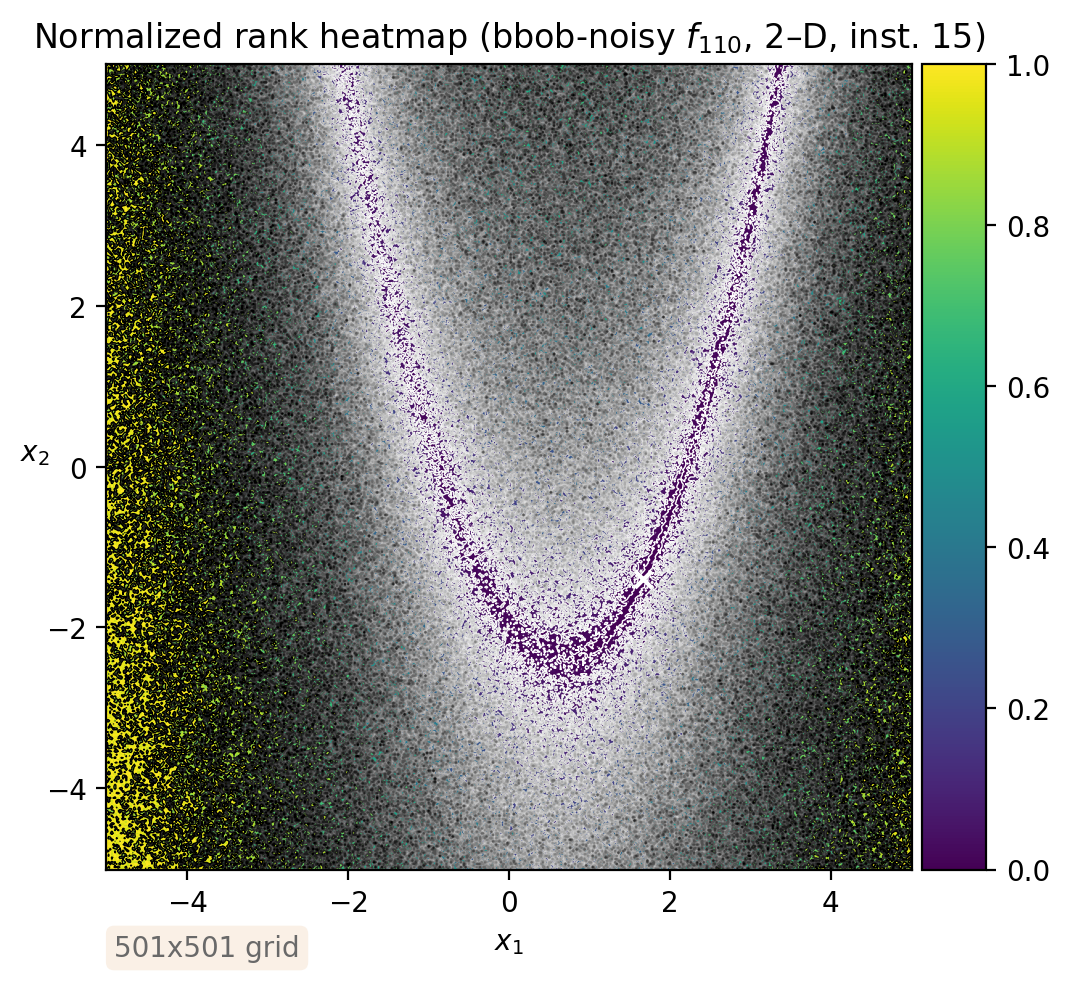 Normalized rank heatmap (bbob-noisy f110, 2–D, inst. 15)
1.0
0.8
0.6
0.4
0.2
0.0
4
2
x2 0
−2
−4
−4 −2 0 2 4
x1
501x501 grid